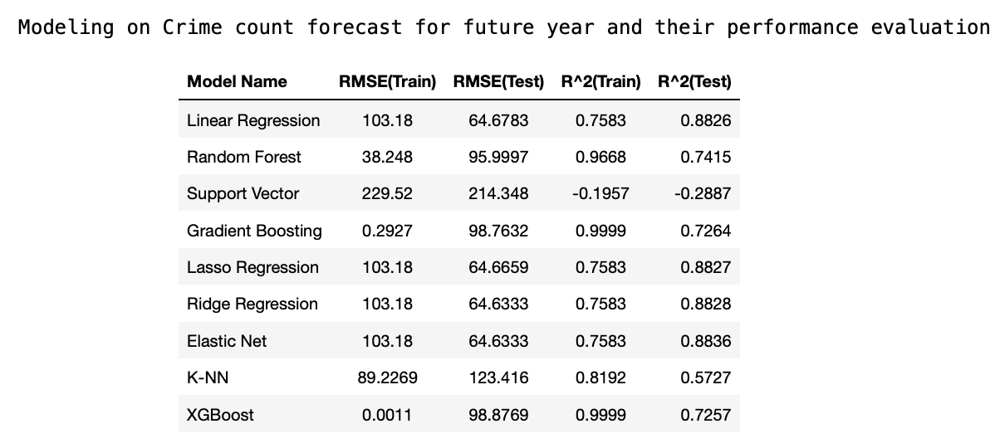 Modeling on Crime count forecast for future year and their performance evaluation
Model Name RMSE(Train) RMSE(Test) R^2(Train) R^2(Test)
Linear Regression 103.18 64.6783 0.7583 0.8826
Random Forest 38.248 95.9997 0.9668 0.7415
Support Vector 229.52 214.348 -0.1957 -0.2887
Gradient Boosting 0.2927 98.7632 0.9999 0.7264
Lasso Regression 103.18 64.6659 0.7583 0.8827
Ridge Regression 103.18 64.6333 0.7583 0.8828
Elastic Net 103.18 64.6333 0.7583 0.8836
K-NN 89.2269 123.416 0.8192 0.5727
XGBoost 0.0011 98.8769 0.9999 0.7257